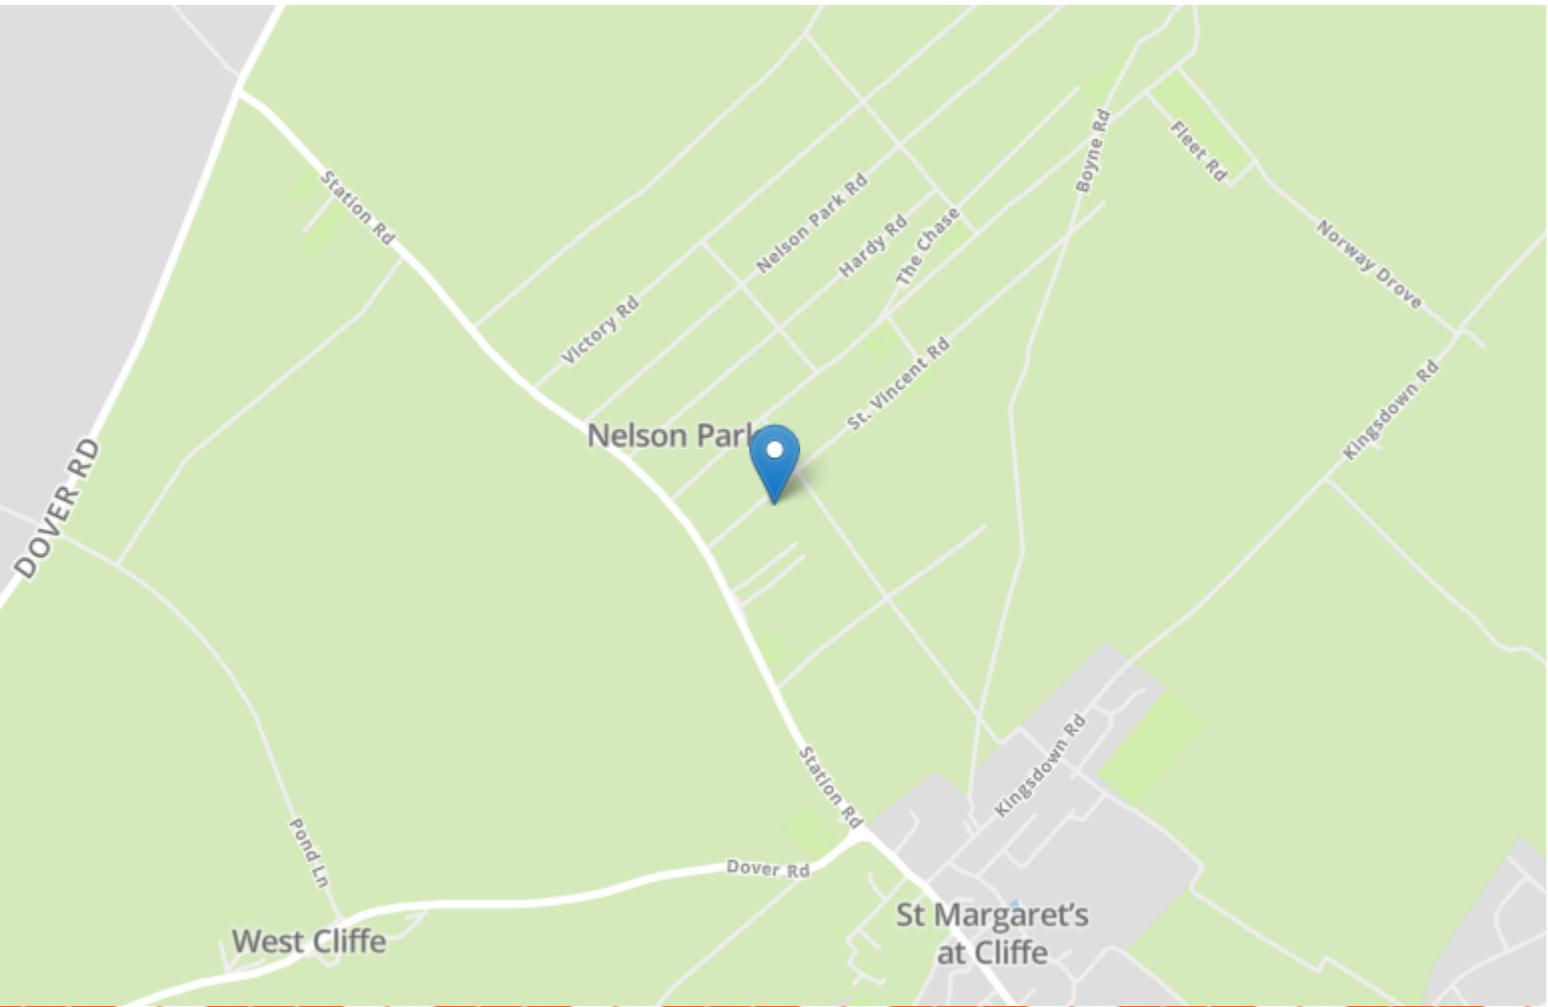 Station Rd
Boyne Rd
Fleet Rd
Nelson Park Rd
Hardy Rd
The Chase
Norway Drove
Victory Rd
St. Vincent Rd
Kingsdown Rd
Nelson Park
DOVER RD
Station Rd
Kingsdown Rd
Pond Ln
Dover Rd
St Margaret's
at Cliffe
West Cliffe